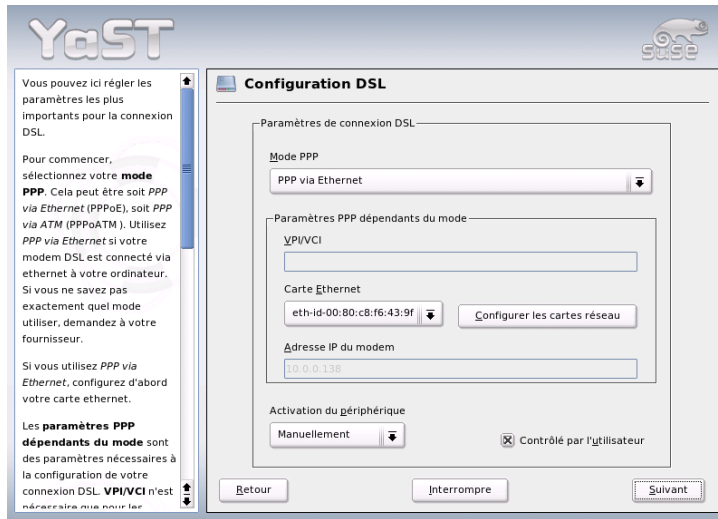 YaST
SUSE
Vous pouvez ici régler les
paramètres les plus
importants pour la connexion
DSL.
Pour commencer,
sélectionnez votre mode
PPP. Cela peut être soit PPP
via Ethernet (PPPoE), soit PPP
via ATM (PPPoATM ). Utilisez
PPP via Ethernet si votre
modem DSL est connecté via
ethernet à votre ordinateur.
Si vous ne savez pas
exactement quel mode
utiliser, demandez à votre
fournisseur.
Si vous utilisez PPP via
Ethernet, configurez d'abord
votre carte ethernet.
Les paramètres PPP
dépendants du mode sont
des paramètres nécessaires à
la configuration de votre
connexion DSL. VPI/VCI n'est
nécessaire que pour les
Configuration DSL
Paramètres de connexion DSL
Mode PPP
PPP via Ethernet
Paramètres PPP dépendants du mode
VPI/VCI
Carte Ethernet
eth-id-00:80:c8:f6:43:9f
Configurer les cartes réseau
Adresse IP du modem
10.0.0.138
Activation du périphérique
Manuellement
Contrôlé par l'utilisateur
Retour
Interrompre
Suivant